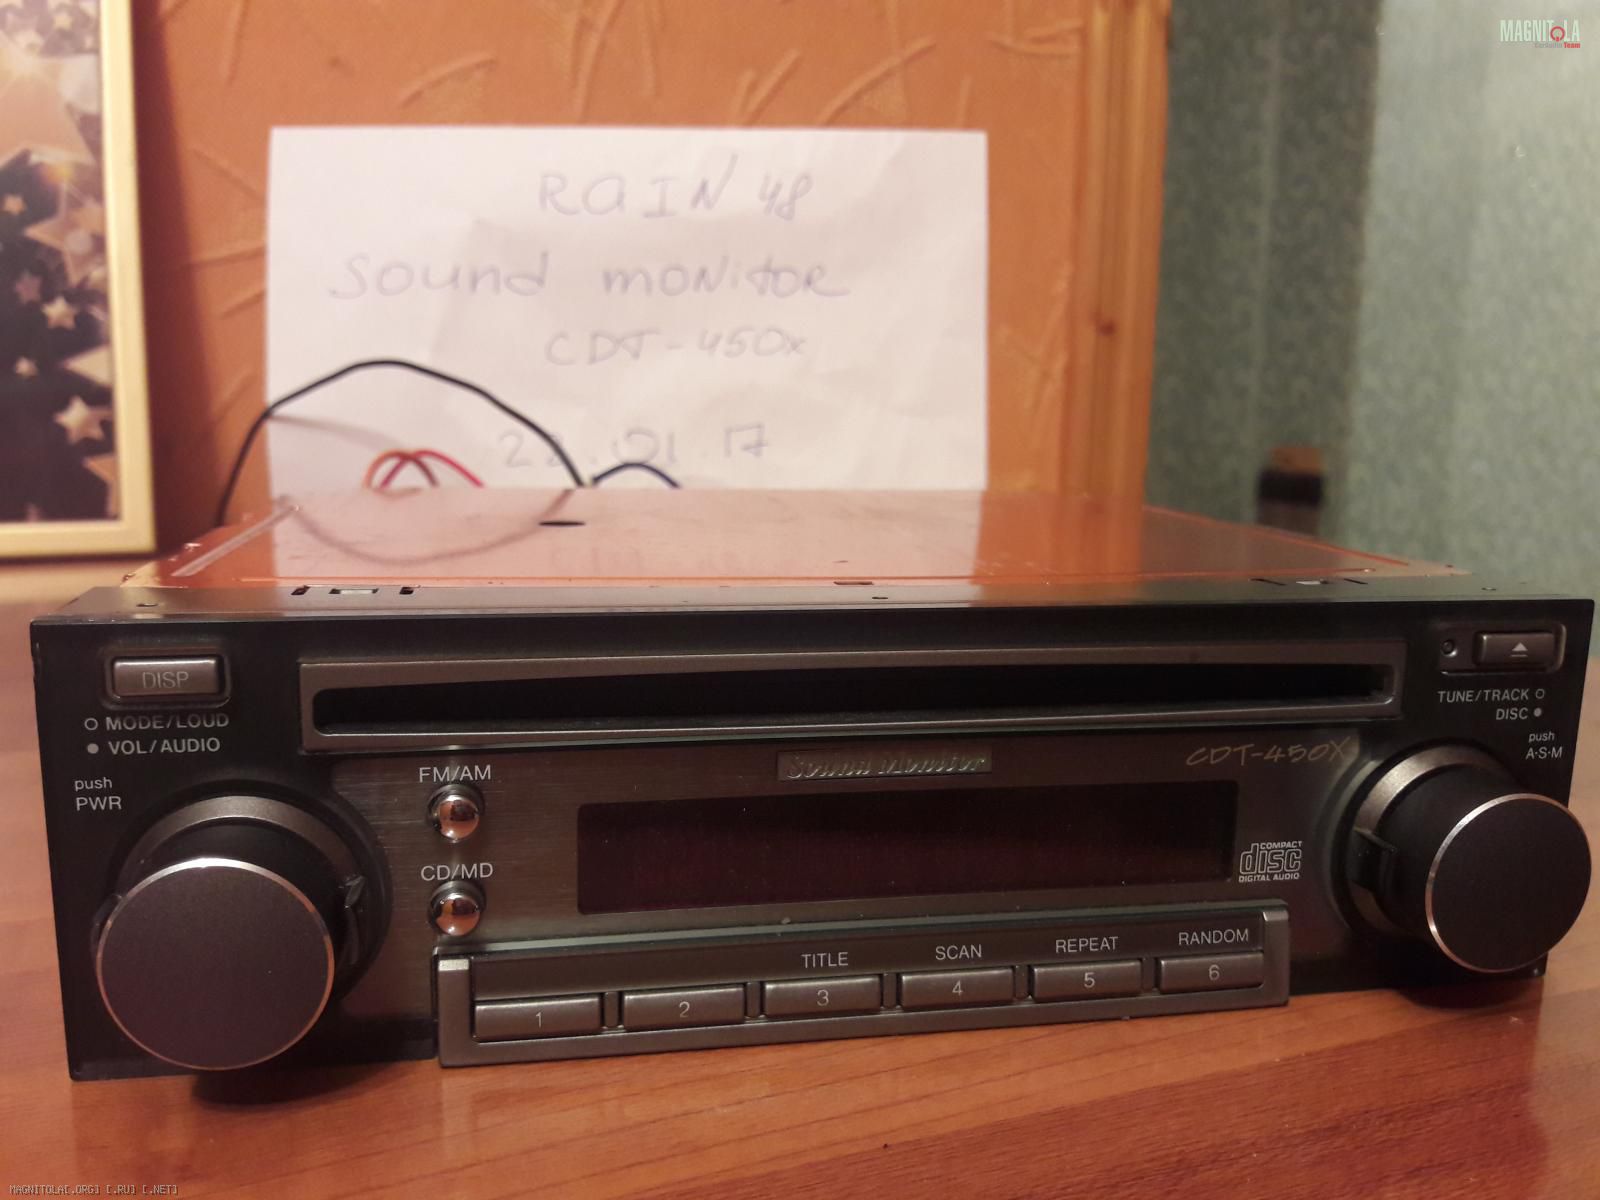 MAGNITOLA
CarAudio Team
RAIN 48
Sound monitor
CDT-450x
22.01.17
DISP
MODE/LOUD
VOL/AUDIO
push
PWR
FM/AM
CD/MD
Sound Monitor
CDT-450X
TUNE/TRACK
DISC
push
A·S·M
COMPACT
disc
DIGITAL AUDIO
TITLE
SCAN
REPEAT
RANDOM
1
2
3
4
5
6
MAGNITOLA[.ORG] [.RU] [.NET]